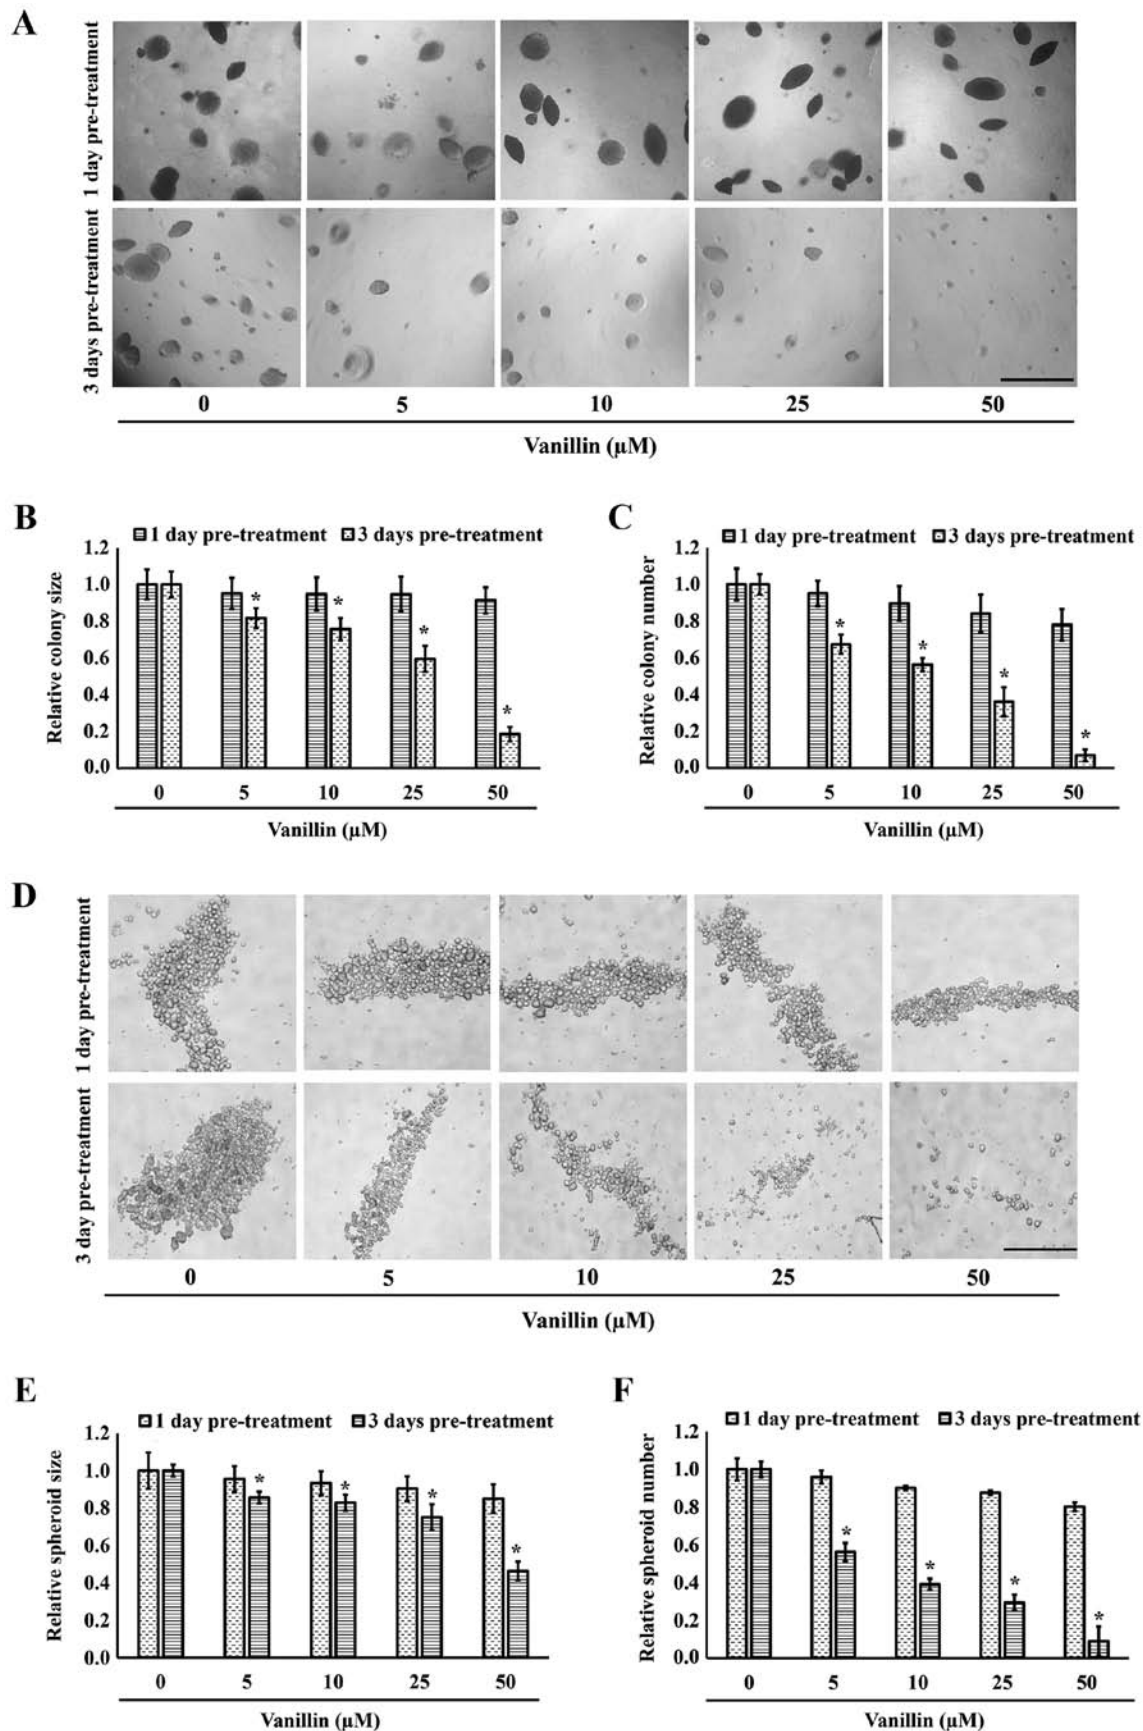 A
1 day pre-treatment
3 days pre-treatment
0 5 10 25 50
Vanillin (µM)
B
1 day pre-treatment 3 days pre-treatment
Relative colony size
1.2
1.0
0.8
0.6
0.4
0.2
0.0
* * * *
0 5 10 25 50
Vanillin (µM)
C
1 day pre-treatment 3 days pre-treatment
Relative colony number
1.2
1.0
0.8
0.6
0.4
0.2
0.0
* * * *
0 5 10 25 50
Vanillin (µM)
D
1 day pre-treatment
3 day pre-treatment
0 5 10 25 50
Vanillin (µM)
E
1 day pre-treatment 3 days pre-treatment
Relative spheroid size
1.2
1.0
0.8
0.6
0.4
0.2
0.0
* * * *
0 5 10 25 50
Vanillin (µM)
F
1 day pre-treatment 3 days pre-treatment
Relative spheroid number
1.2
1.0
0.8
0.6
0.4
0.2
0.0
* * * *
0 5 10 25 50
Vanillin (µM)